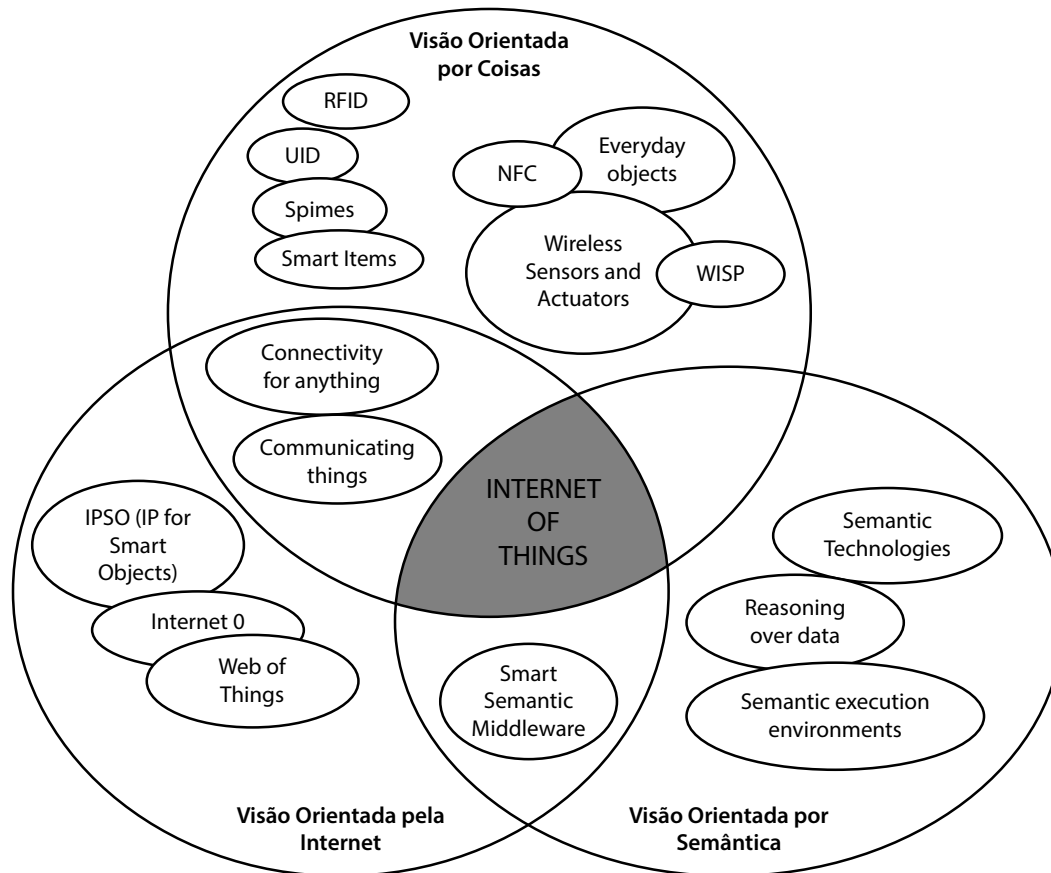 Visão Orientada
por Coisas
RFID
UID
Spimes
Smart Items
NFC
Everyday
objects
Wireless
Sensors and
Actuators
WISP
Connectivity
for anything
Communicating
things
INTERNET
OF
THINGS
IPSO (IP for
Smart
Objects)
Internet 0
Web of
Things
Semantic
Technologies
Reasoning
over data
Semantic execution
environments
Smart
Semantic
Middleware
Visão Orientada pela
Internet
Visão Orientada por
Semântica